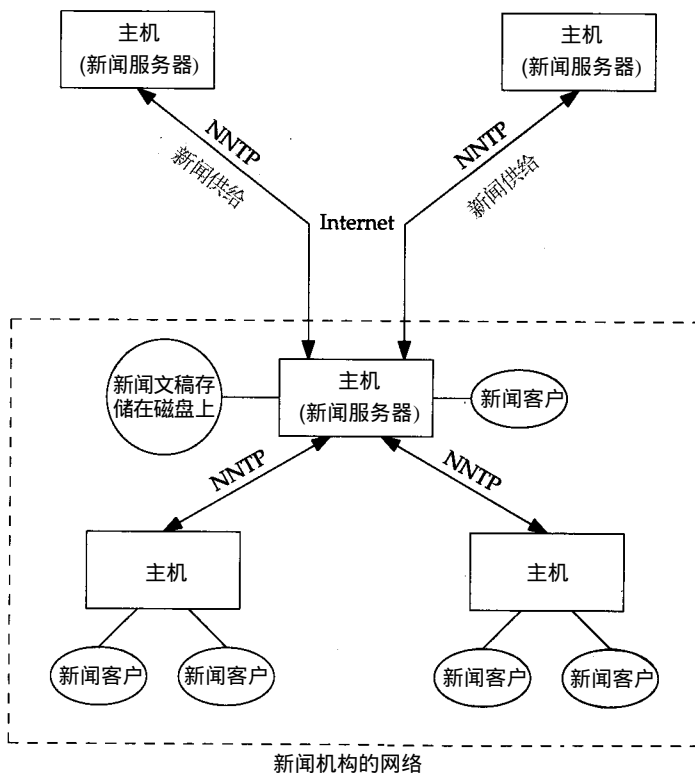 主机
(新闻服务器)
主机
(新闻服务器)
NNTP
新闻供给
NNTP
新闻供给
Internet
新闻文稿存
储在磁盘上
主机
(新闻服务器)
新闻客户
NNTP
NNTP
主机
主机
新闻客户
新闻客户
新闻客户
新闻客户
新闻机构的网络